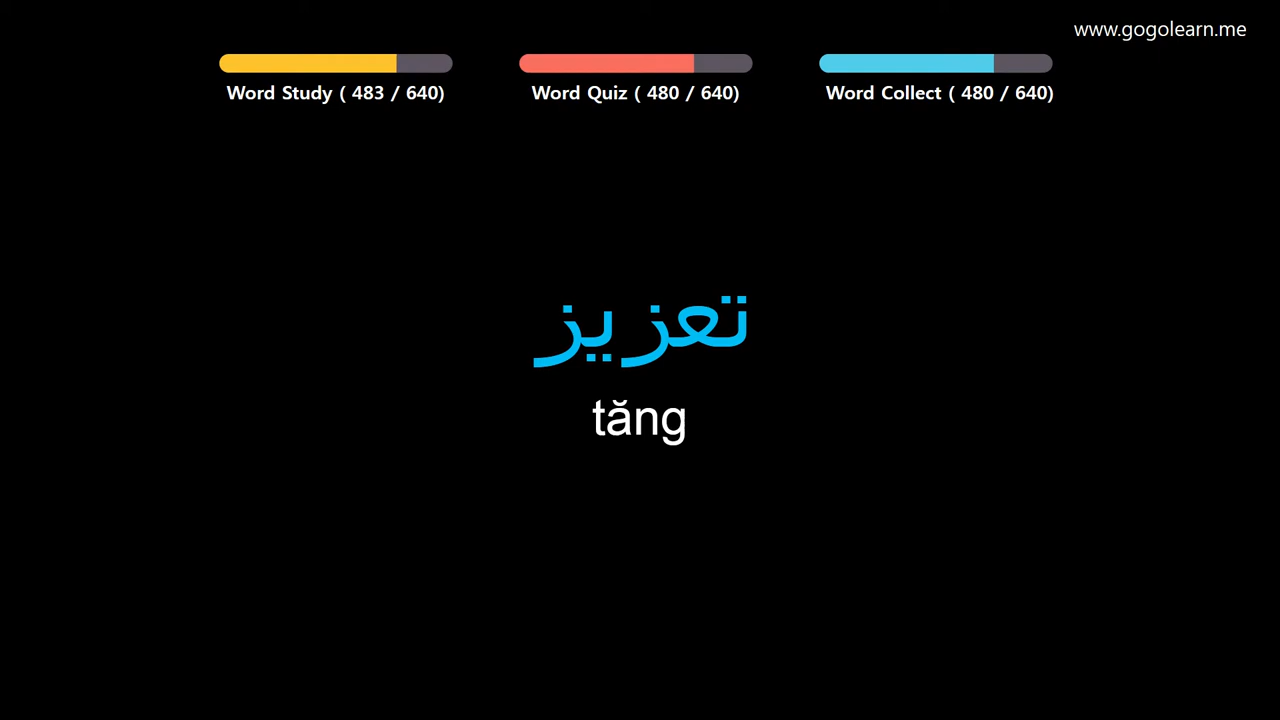 www.gogolearn.me
Word Study ( 483 / 640)
Word Quiz ( 480 / 640)
Word Collect ( 480 / 640)
تعزيز
tăng